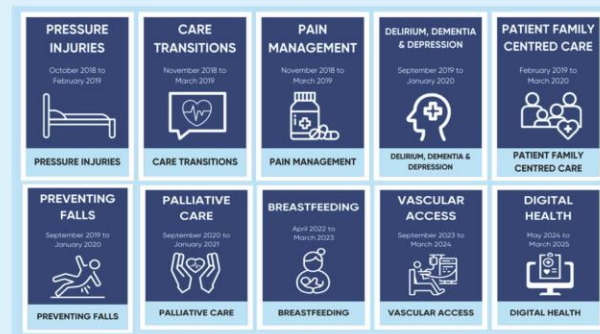 PRESSURE
INJURIES
October 2018 to
February 2019
PRESSURE INJURIES
CARE
TRANSITIONS
November 2018 to
March 2019
CARE TRANSITIONS
PAIN
MANAGEMENT
November 2018 to
March 2019
PAIN MANAGEMENT
DELIRIUM, DEMENTIA
& DEPRESSION
September 2019 to
January 2020
DELIRIUM, DEMENTIA &
DEPRESSION
PATIENT FAMILY
CENTRED CARE
February 2019 to
March 2020
PATIENT FAMILY
CENTRED CARE
PREVENTING
FALLS
September 2019 to
January 2020
PREVENTING FALLS
PALLIATIVE
CARE
September 2020 to
January 2021
PALLIATIVE CARE
BREASTFEEDING
April 2022 to
March 2023
BREASTFEEDING
VASCULAR
ACCESS
September 2023 to
March 2024
VASCULAR ACCESS
DIGITAL
HEALTH
May 2024 to
March 2025
DIGITAL HEALTH